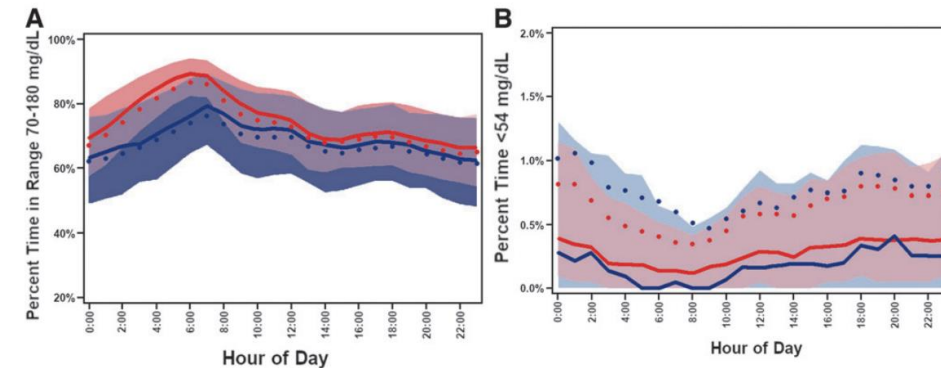 A
Percent Time in Range 70-180 mg/dL
100%
80%
60%
40%
20%
0:00 2:00 4:00 6:00 8:00 10:00 12:00 14:00 16:00 18:00 20:00 22:00
Hour of Day
B
Percent Time <54 mg/dL
2.0%
1.5%
1.0%
0.5%
0.0%
0:00 2:00 4:00 6:00 8:00 10:00 12:00 14:00 16:00 18:00 20:00 22:00
Hour of Day